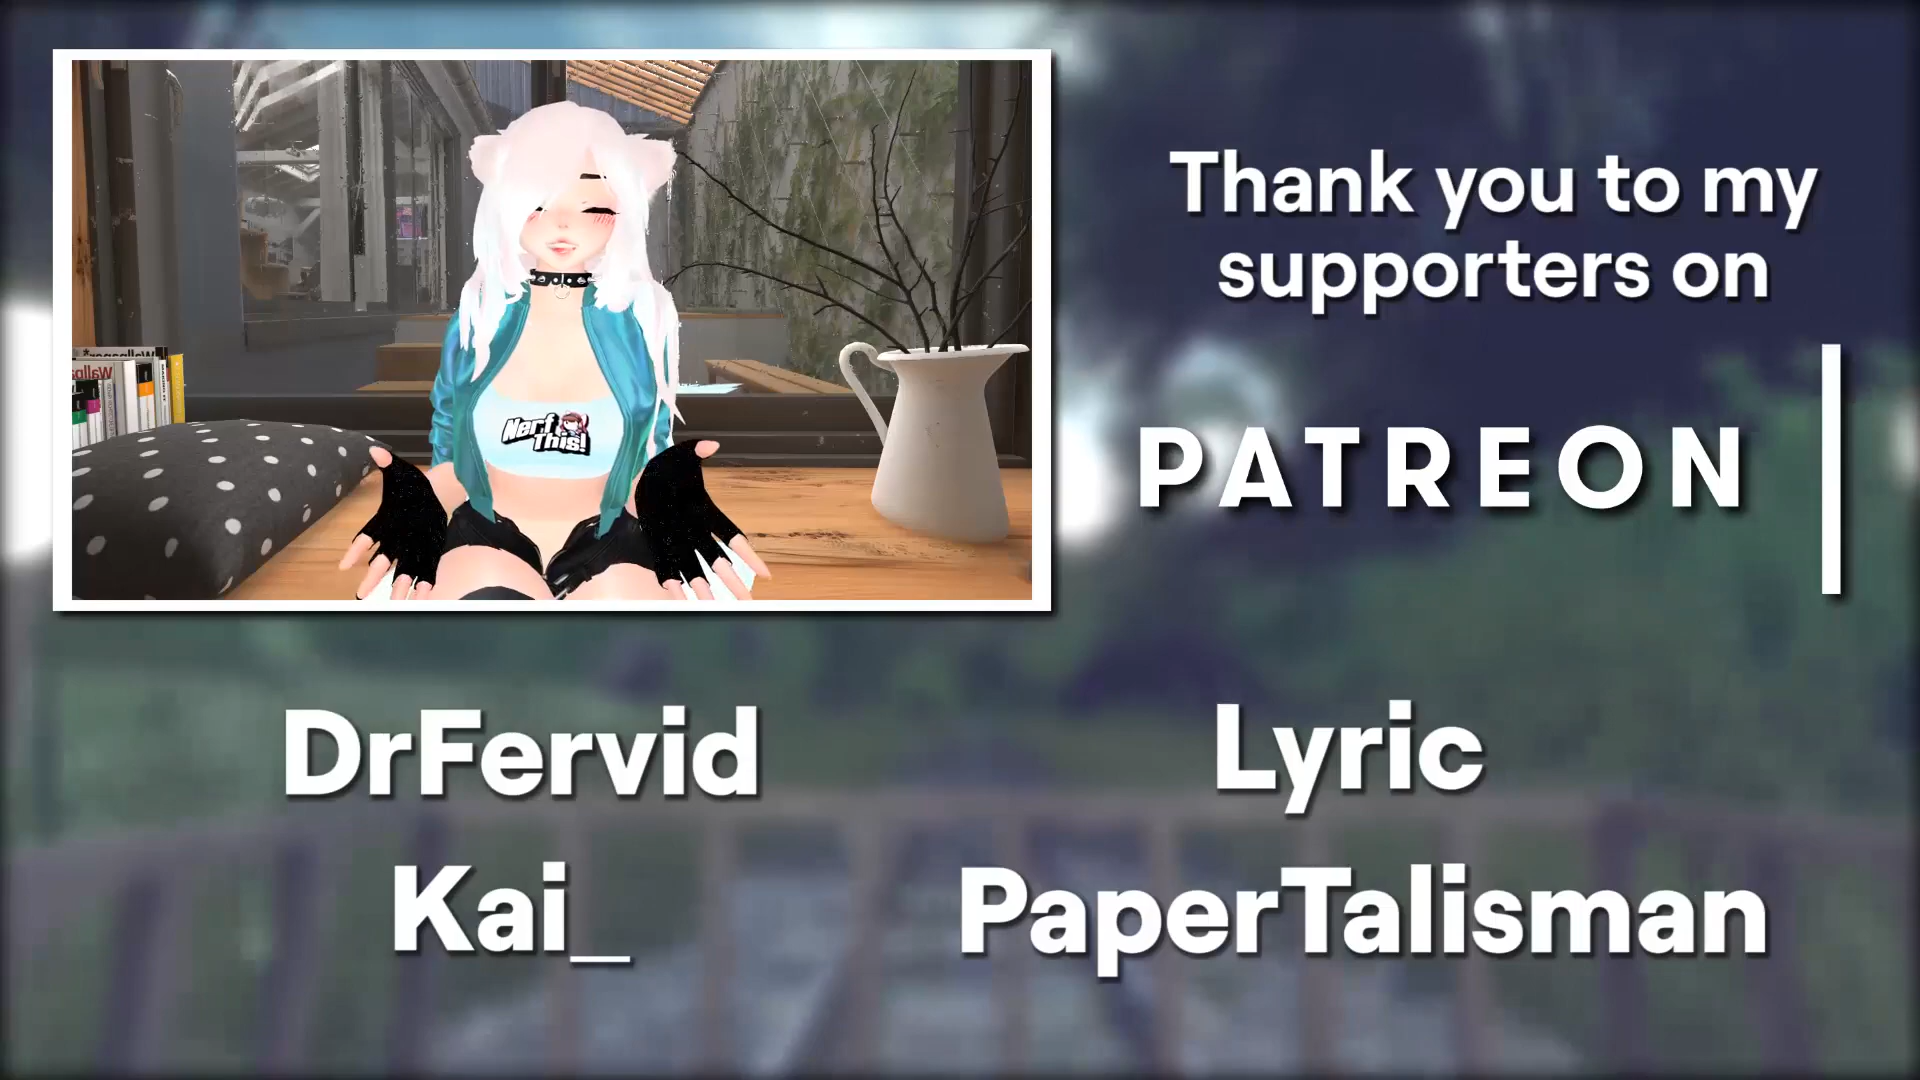 Thank you to my
supporters on
PATREON
Nerf
This!
DrFervid
Lyric
Kai_
PaperTalisman